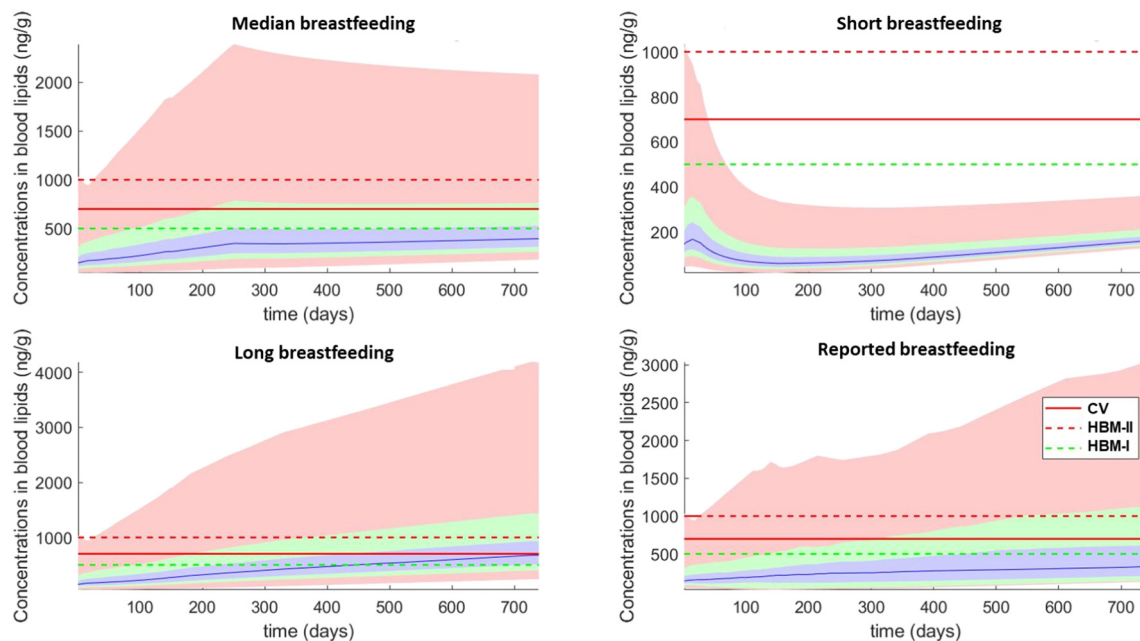 Median breastfeeding
Concentrations in blood lipids (ng/g)
2000
1500
1000
500
100 200 300 400 500 600 700
time (days)
Short breastfeeding
Concentrations in blood lipids (ng/g)
1000
800
600
400
200
100 200 300 400 500 600 700
time (days)
Long breastfeeding
Concentrations in blood lipids (ng/g)
4000
3000
2000
1000
100 200 300 400 500 600 700
time (days)
Reported breastfeeding
Concentrations in blood lipids (ng/g)
3000
2500
2000
1500
1000
500
100 200 300 400 500 600 700
time (days)
CV
HBM-II
HBM-I